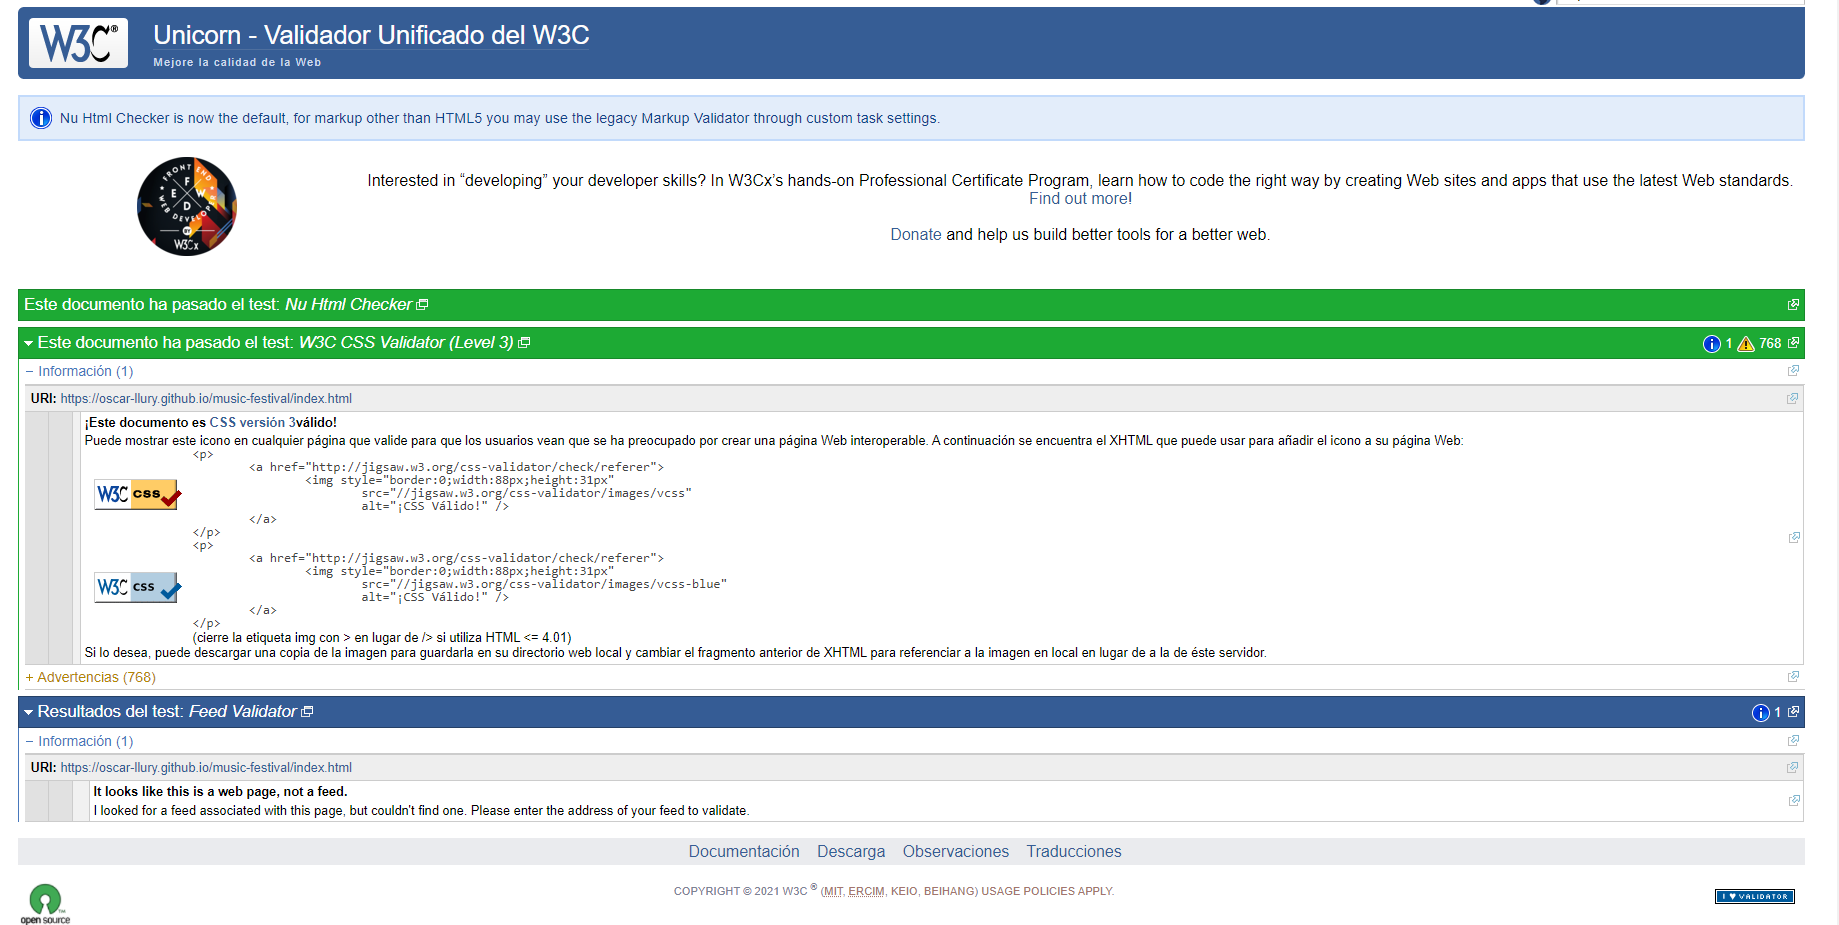 W3C®
Unicorn - Validador Unificado del W3C
Mejore la calidad de la Web
Nu Html Checker is now the default, for markup other than HTML5 you may use the legacy Markup Validator through custom task settings.
FRONT END
WEB DEVELOPER
F
E W
D
BY
W3Cx
Interested in “developing” your developer skills? In W3Cx’s hands-on Professional Certificate Program, learn how to code the right way by creating Web sites and apps that use the latest Web standards.
Find out more!
Donate and help us build better tools for a better web.
Este documento ha pasado el test: Nu Html Checker
Este documento ha pasado el test: W3C CSS Validator (Level 3)
1 768
− Información (1)
URI: https://oscar-llury.github.io/music-festival/index.html
¡Este documento es CSS versión 3válido!
Puede mostrar este icono en cualquier página que valide para que los usuarios vean que se ha preocupado por crear una página Web interoperable. A continuación se encuentra el XHTML que puede usar para añadir el icono a su página Web:
W3C css
<p>
<a href="http://jigsaw.w3.org/css-validator/check/referer">
<img style="border:0;width:88px;height:31px"
src="//jigsaw.w3.org/css-validator/images/vcss"
alt="¡CSS Válido!" />
</a>
</p>
W3C css
<p>
<a href="http://jigsaw.w3.org/css-validator/check/referer">
<img style="border:0;width:88px;height:31px"
src="//jigsaw.w3.org/css-validator/images/vcss-blue"
alt="¡CSS Válido!" />
</a>
</p>
(cierre la etiqueta img con > en lugar de /> si utiliza HTML <= 4.01)
Si lo desea, puede descargar una copia de la imagen para guardarla en su directorio web local y cambiar el fragmento anterior de XHTML para referenciar a la imagen en local en lugar de a la de éste servidor.
+ Advertencias (768)
Resultados del test: Feed Validator
1
− Información (1)
URI: https://oscar-llury.github.io/music-festival/index.html
It looks like this is a web page, not a feed.
I looked for a feed associated with this page, but couldn't find one. Please enter the address of your feed to validate.
Documentación Descarga Observaciones Traducciones
open source™
COPYRIGHT © 2021 W3C ® (MIT, ERCIM, KEIO, BEIHANG) USAGE POLICIES APPLY.
I ♥ VALIDATOR